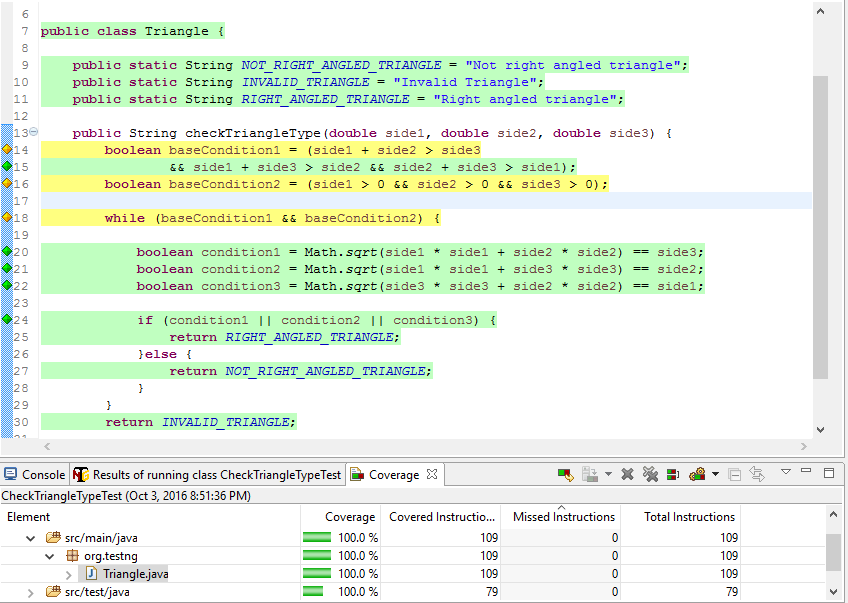 6
7 public class Triangle {
8
9 public static String NOT_RIGHT_ANGLED_TRIANGLE = "Not right angled triangle";
10 public static String INVALID_TRIANGLE = "Invalid Triangle";
11 public static String RIGHT_ANGLED_TRIANGLE = "Right angled triangle";
12
13 public String checkTriangleType(double side1, double side2, double side3) {
14 boolean baseCondition1 = (side1 + side2 > side3
15 && side1 + side3 > side2 && side2 + side3 > side1);
16 boolean baseCondition2 = (side1 > 0 && side2 > 0 && side3 > 0);
17
18 while (baseCondition1 && baseCondition2) {
19
20 boolean condition1 = Math.sqrt(side1 * side1 + side2 * side2) == side3;
21 boolean condition2 = Math.sqrt(side1 * side1 + side3 * side3) == side2;
22 boolean condition3 = Math.sqrt(side3 * side3 + side2 * side2) == side1;
23
24 if (condition1 || condition2 || condition3) {
25 return RIGHT_ANGLED_TRIANGLE;
26 }else {
27 return NOT_RIGHT_ANGLED_TRIANGLE;
28 }
29 }
30 return INVALID_TRIANGLE;
Console Results of running class CheckTriangleTypeTest Coverage
CheckTriangleTypeTest (Oct 3, 2016 8:51:36 PM)
Element Coverage Covered Instructio... Missed Instructions Total Instructions
src/main/java 100.0 % 109 0 109
org.testng 100.0 % 109 0 109
Triangle.java 100.0 % 109 0 109
src/test/java 100.0 % 79 0 79